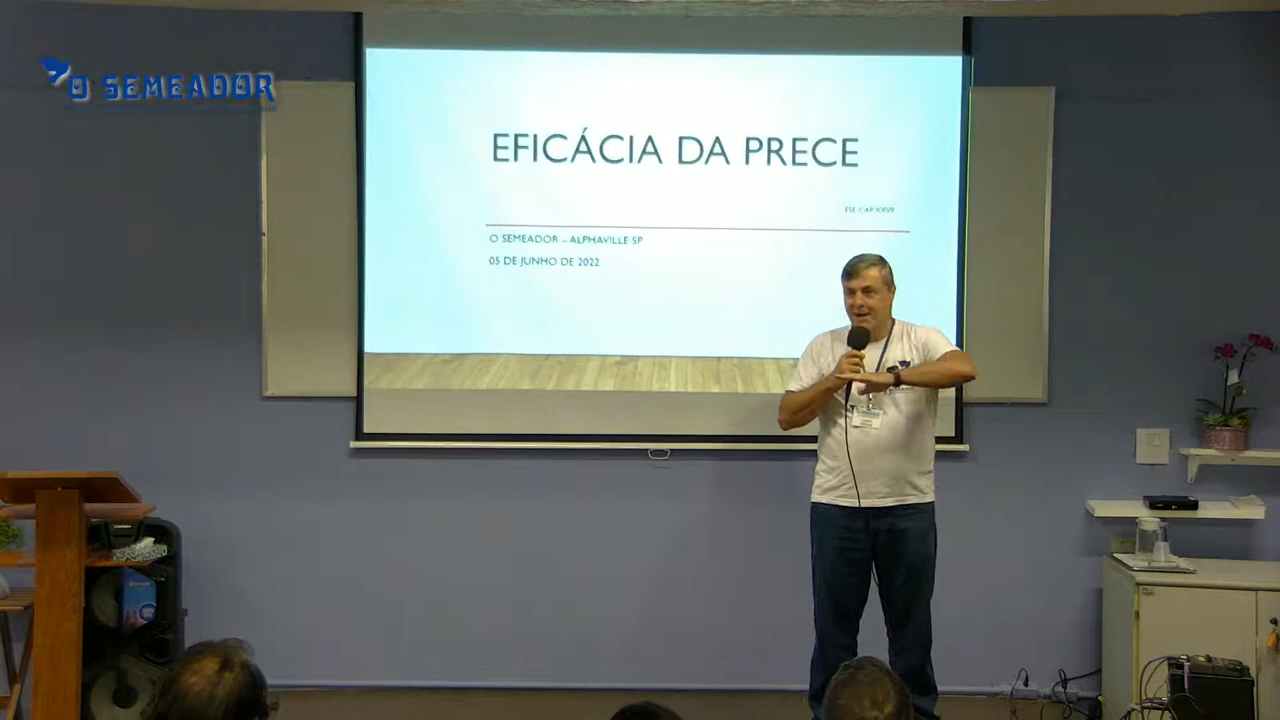 O SEMEADOR
EFICÁCIA DA PRECE
ESE-CAP XXVII
O SEMEADOR – ALPHAVILLE SP
05 DE JUNHO DE 2022